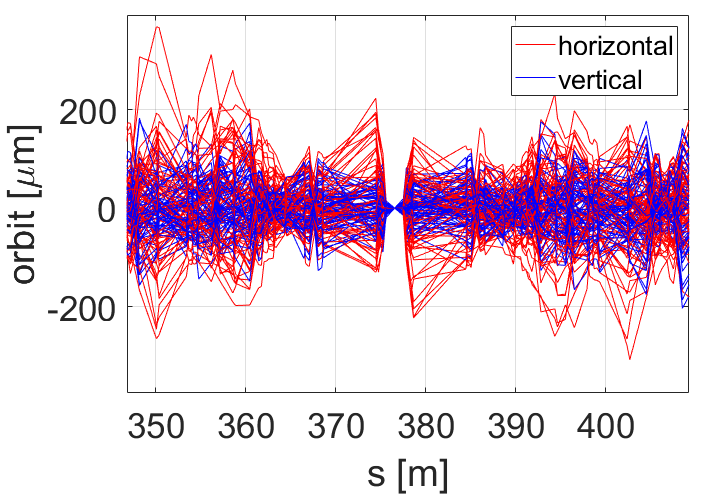 horizontal
vertical
200
0
-200
orbit [μm]
350 360 370 380 390 400
s [m]